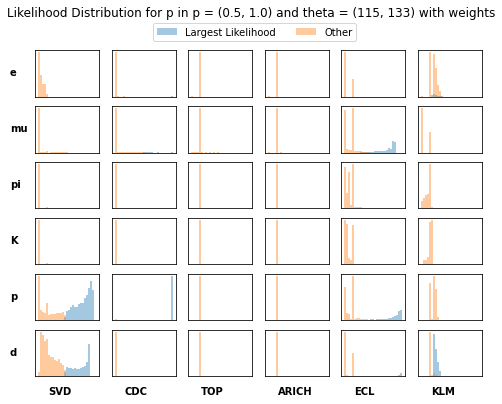 Likelihood Distribution for p in p = (0.5, 1.0) and theta = (115, 133) with weights
Largest Likelihood Other
e
mu
pi
K
p
d
SVD CDC TOP ARICH ECL KLM